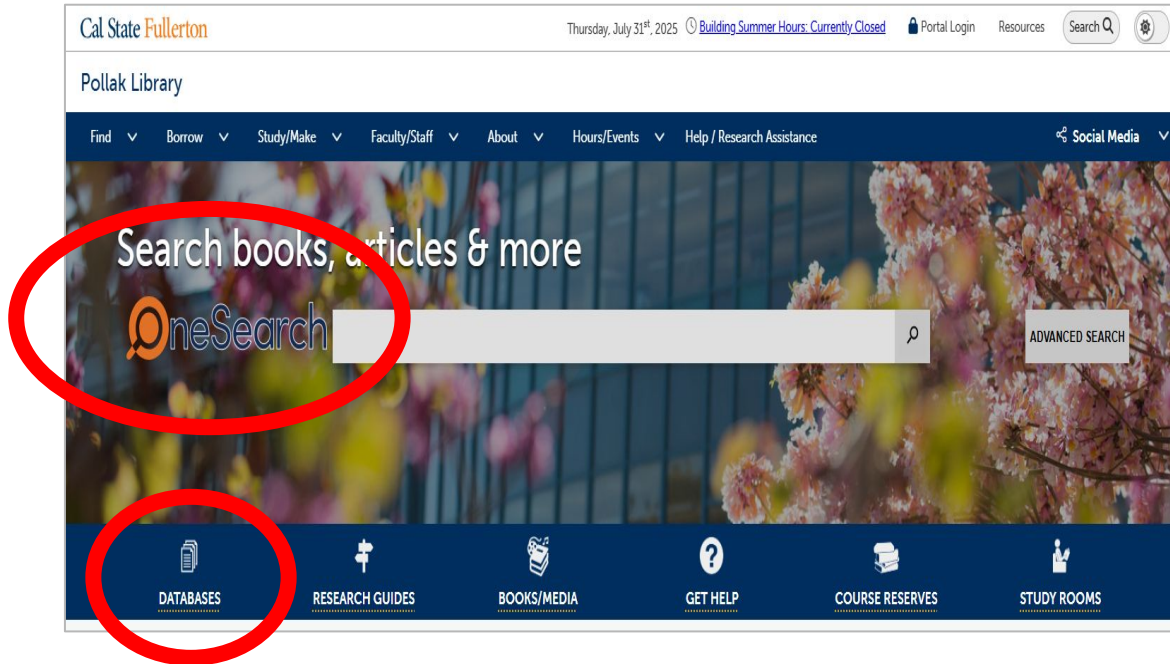 Cal State Fullerton Thursday, July 31st, 2025 Building Summer Hours: Currently Closed Portal Login Resources Search
Pollak Library
Find Borrow Study/Make Faculty/Staff About Hours/Events Help / Research Assistance Social Media
Search books, articles & more
OneSearch ADVANCED SEARCH
DATABASES RESEARCH GUIDES BOOKS/MEDIA GET HELP COURSE RESERVES STUDY ROOMS